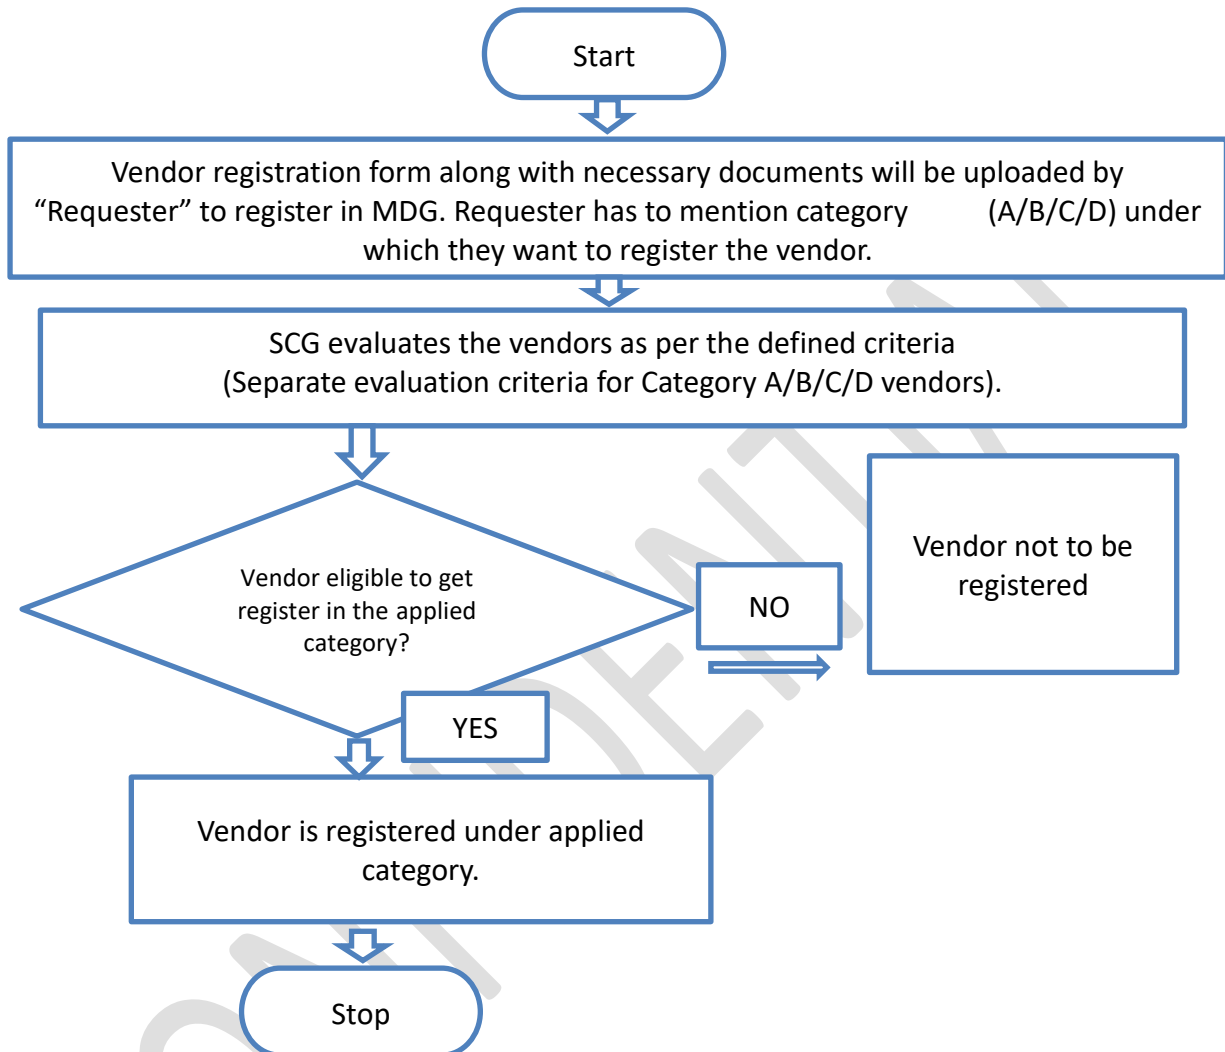 Start
Vendor registration form along with necessary documents will be uploaded by
“Requester” to register in MDG. Requester has to mention category (A/B/C/D) under
which they want to register the vendor.
SCG evaluates the vendors as per the defined criteria
(Separate evaluation criteria for Category A/B/C/D vendors).
Vendor eligible to get
register in the applied
category?
NO
Vendor not to be
registered
YES
Vendor is registered under applied
category.
Stop